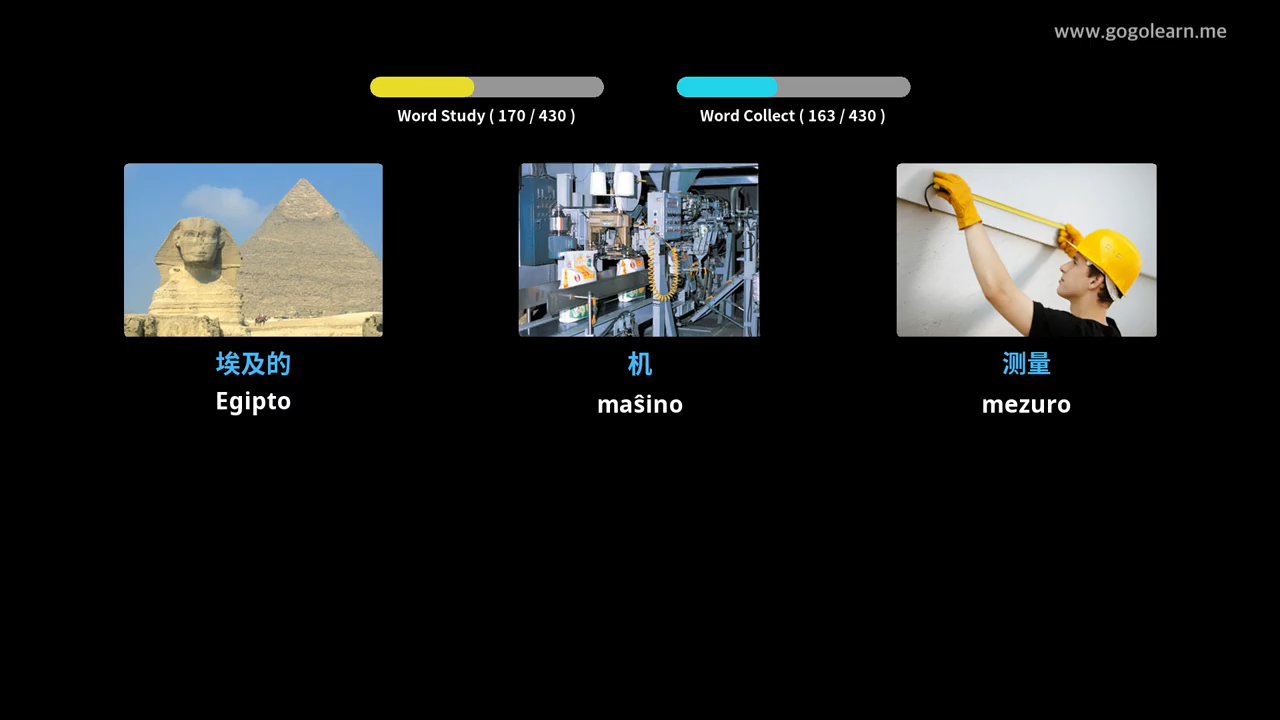 www.gogolearn.me
Word Study ( 170 / 430 )
Word Collect ( 163 / 430 )
埃及的
机
测量
Egipto
maŝino
mezuro